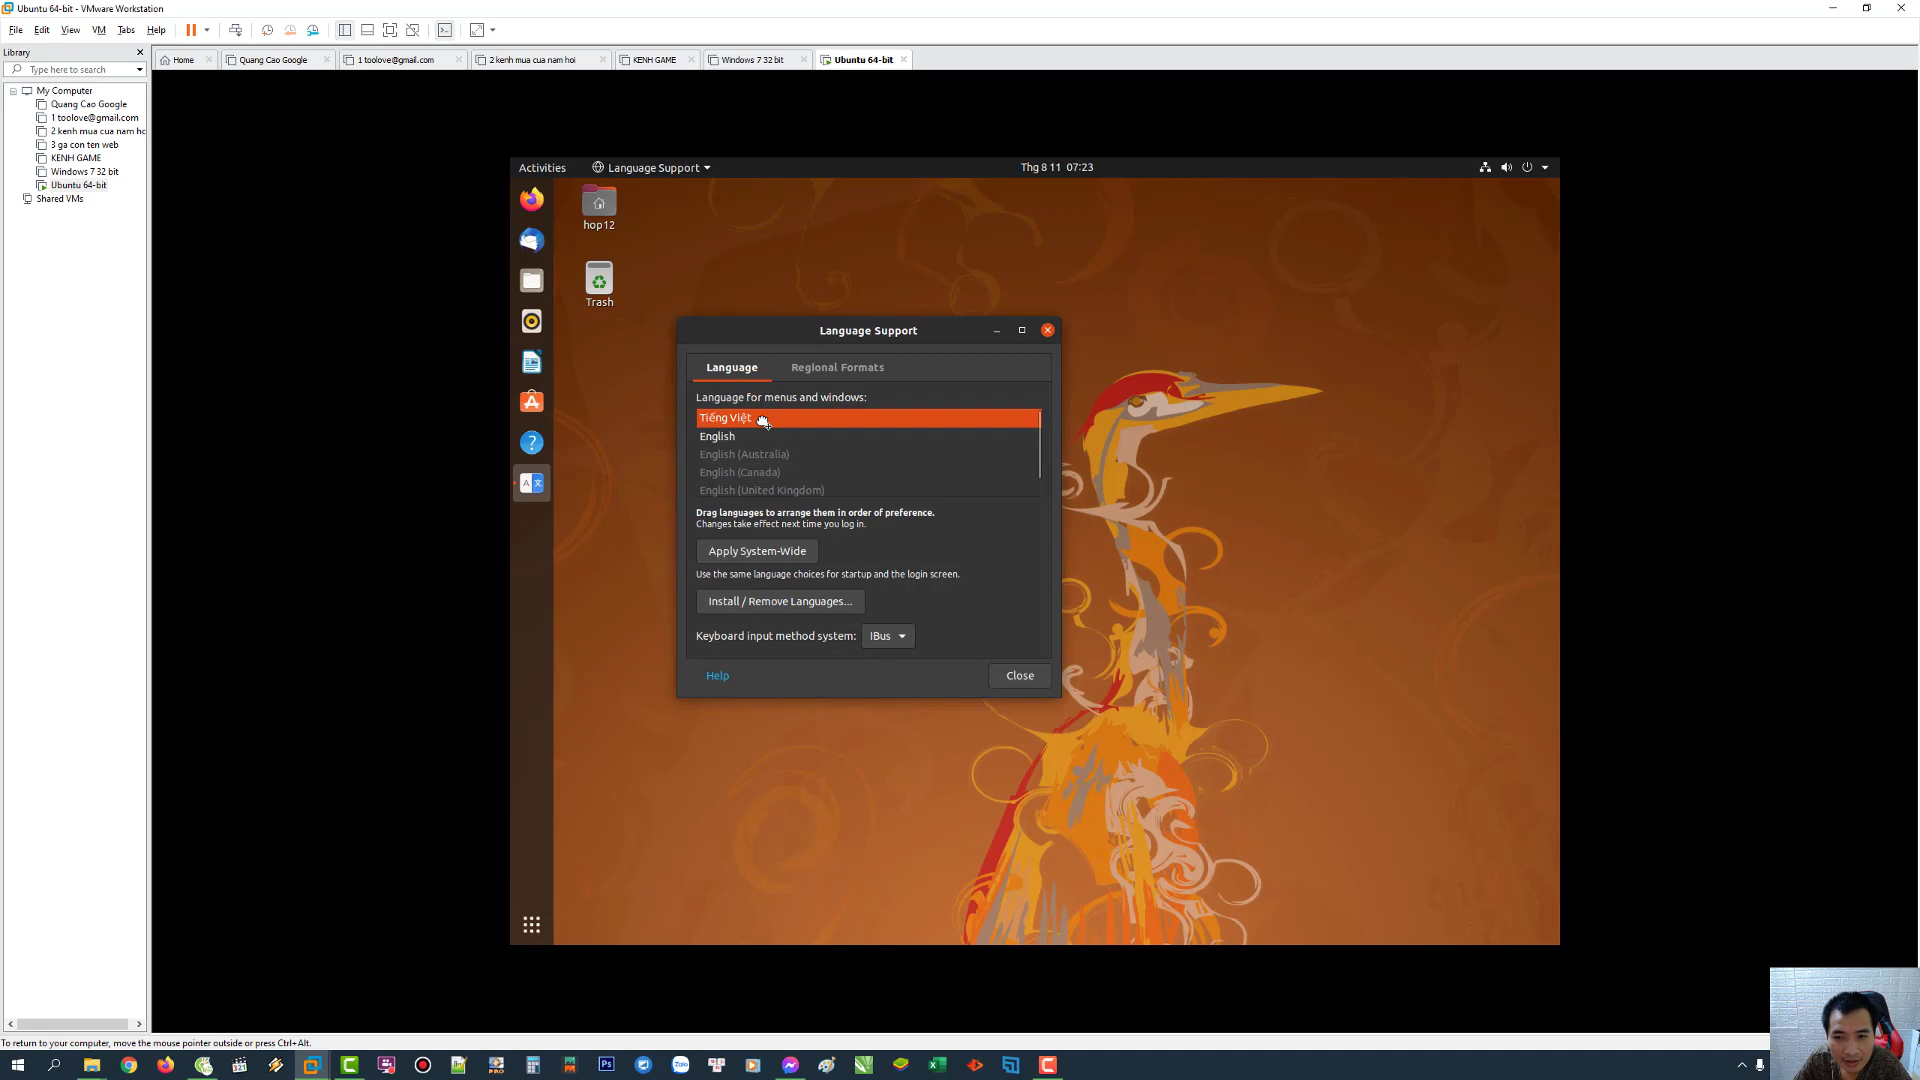 Ubuntu 64-bit - VMware Workstation
File Edit View VM Tabs Help
Library
Type here to search
My Computer
Quang Cao Google
1 toolove@gmail.com
2 kenh mua cua nam ho
3 ga con ten web
KENH GAME
Windows 7 32 bit
Ubuntu 64-bit
Shared VMs
Home
Quang Cao Google
1 toolove@gmail.com
2 kenh mua cua nam hoi
KENH GAME
Windows 7 32 bit
Ubuntu 64-bit
Activities
Language Support
Thg 8 11 07:23
hop12
Trash
Language Support
Language Regional Formats
Language for menus and windows:
Tiếng Việt
English
English (Australia)
English (Canada)
English (United Kingdom)
Drag languages to arrange them in order of preference.
Changes take effect next time you log in.
Apply System-Wide
Use the same language choices for startup and the login screen.
Install / Remove Languages...
Keyboard input method system: IBus
Help
Close
To return to your computer, move the mouse pointer outside or press Ctrl+Alt.